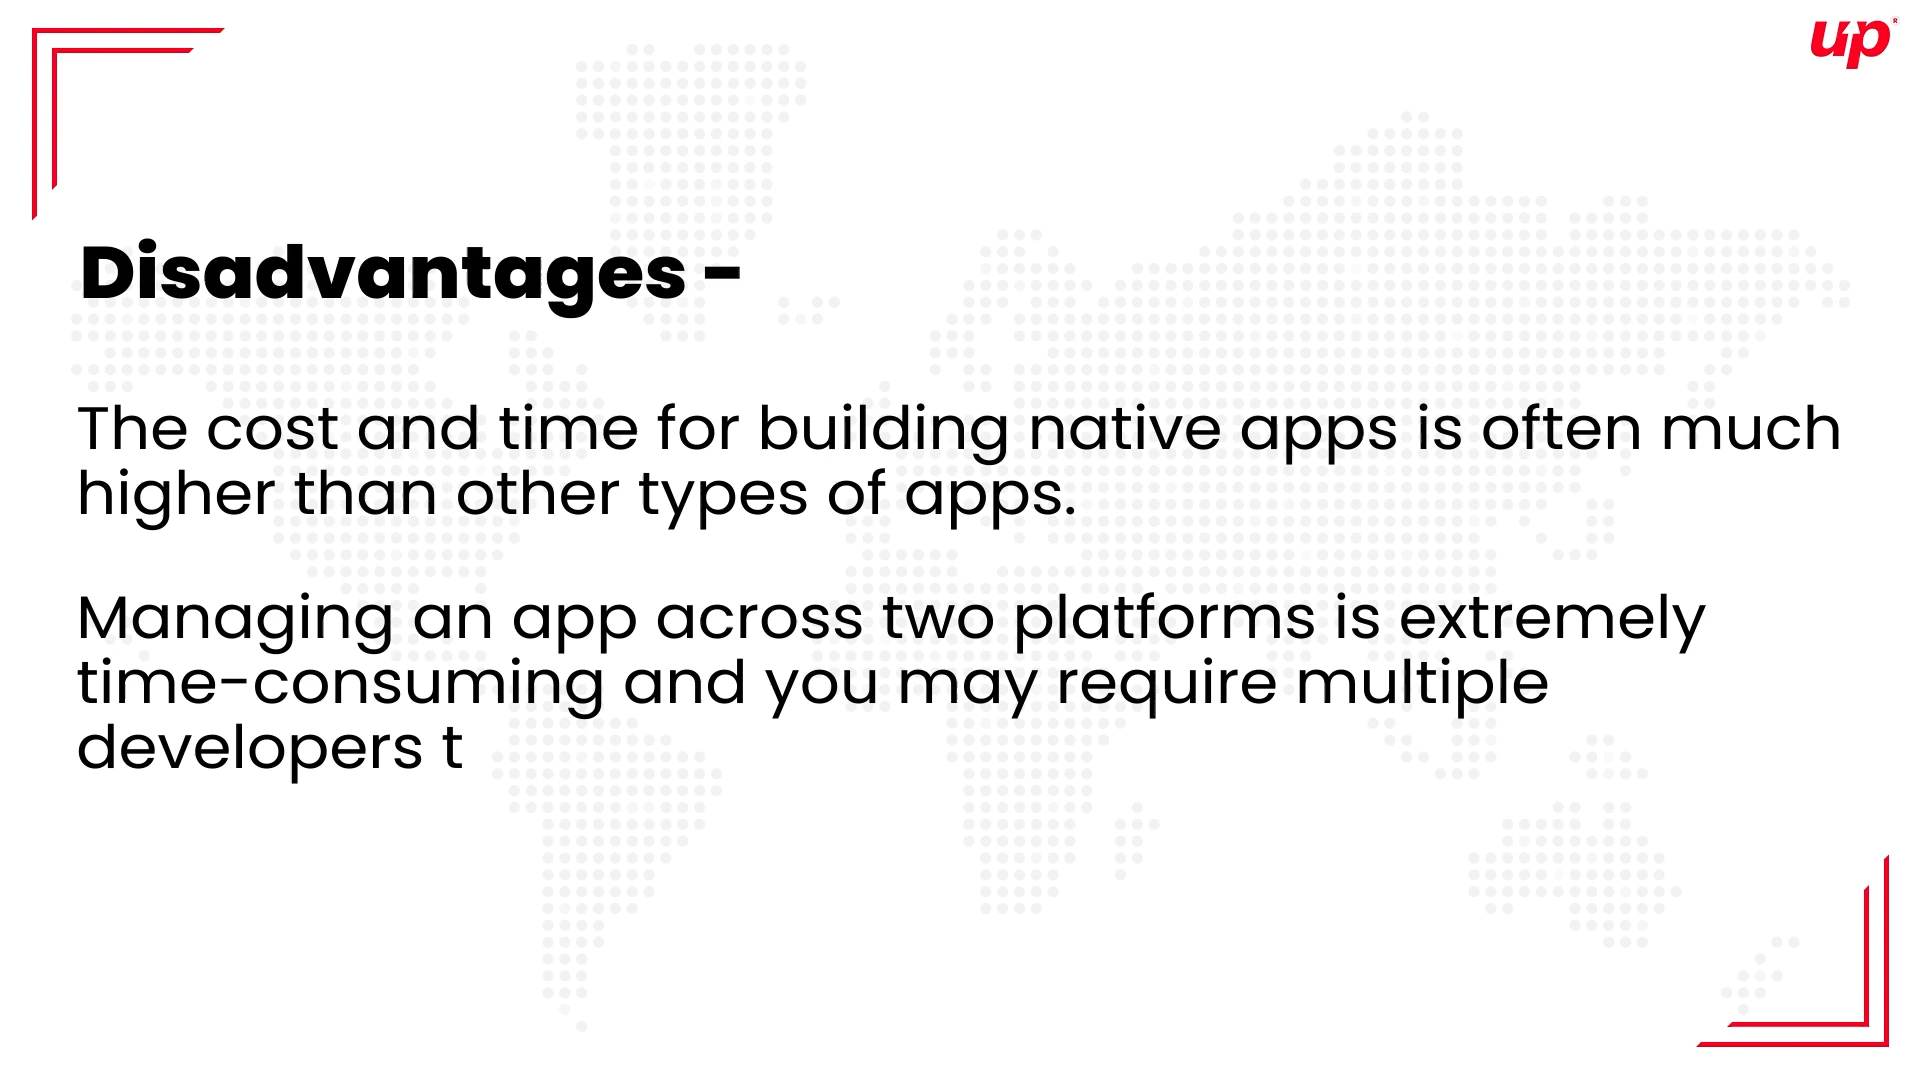 up®
Disadvantages -
The cost and time for building native apps is often much
higher than other types of apps.
Managing an app across two platforms is extremely
time-consuming and you may require multiple
developers t